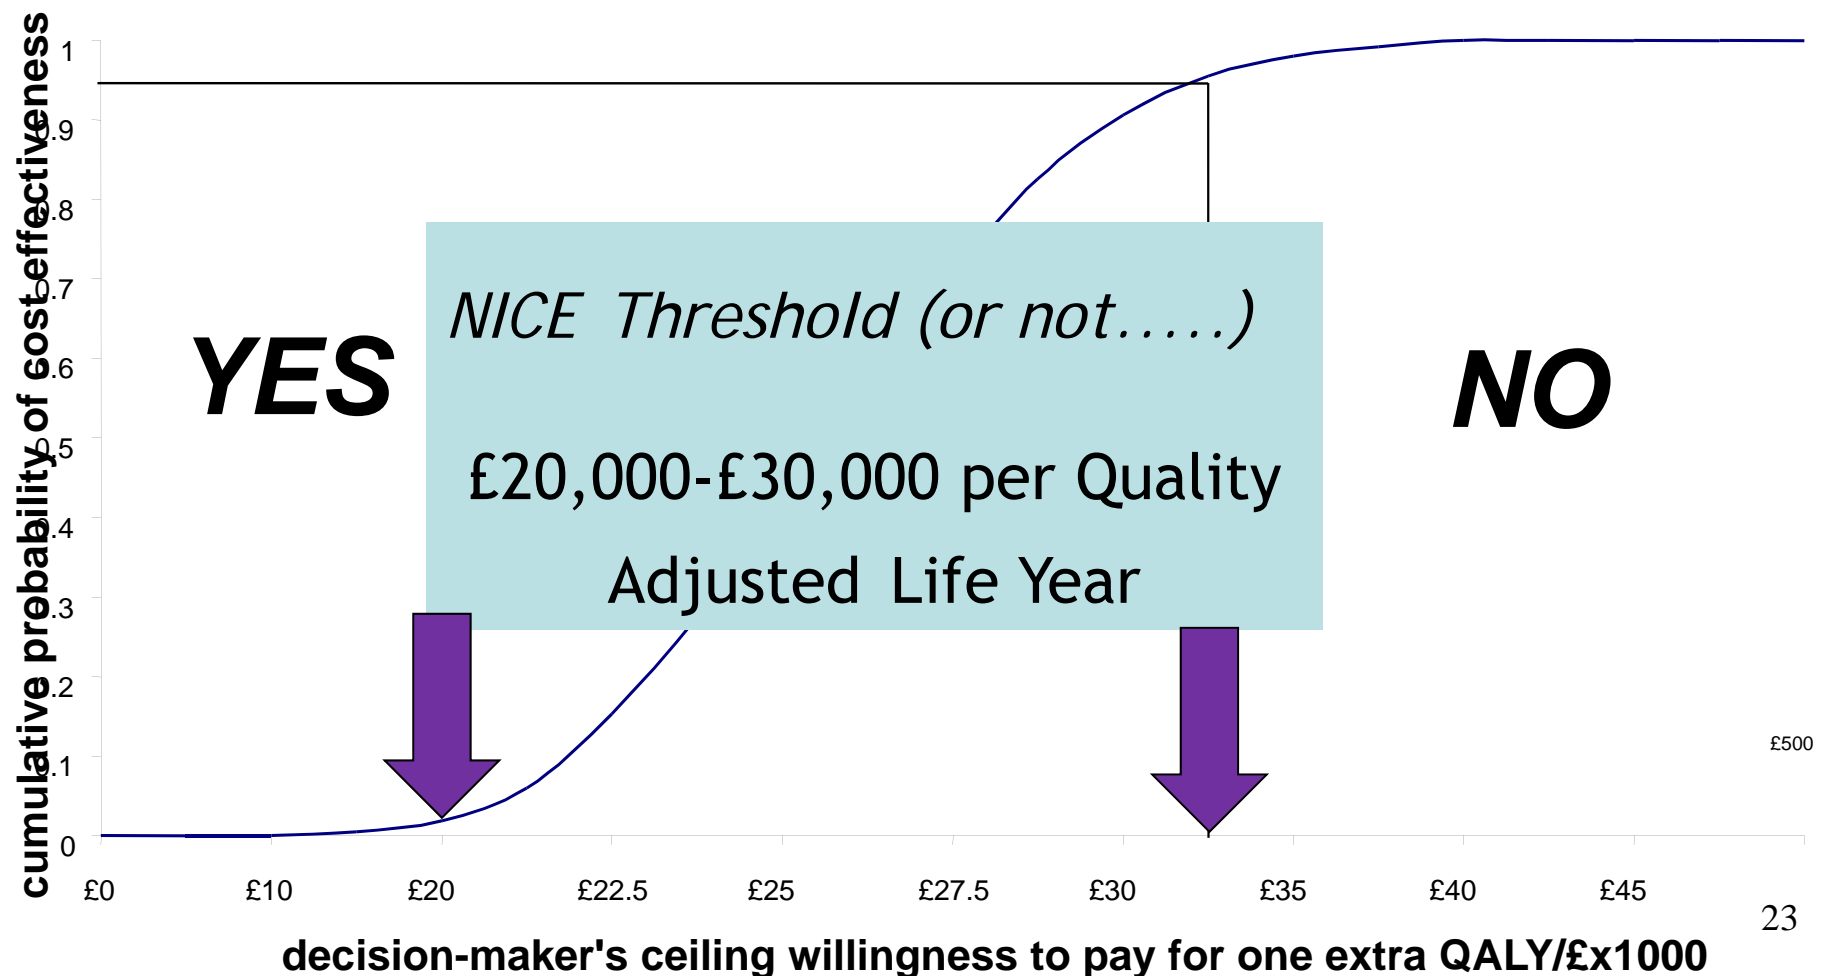 cumulative probability of cost effectiveness
1
0.9
0.8
0.7
0.6
0.5
0.4
0.3
0.2
0.1
0
NICE Threshold (or not.....)
YES
NO
£20,000-£30,000 per Quality
Adjusted Life Year
£500
£0 £10 £20 £22.5 £25 £27.5 £30 £35 £40 £45
23
decision-maker's ceiling willingness to pay for one extra QALY/£x1000